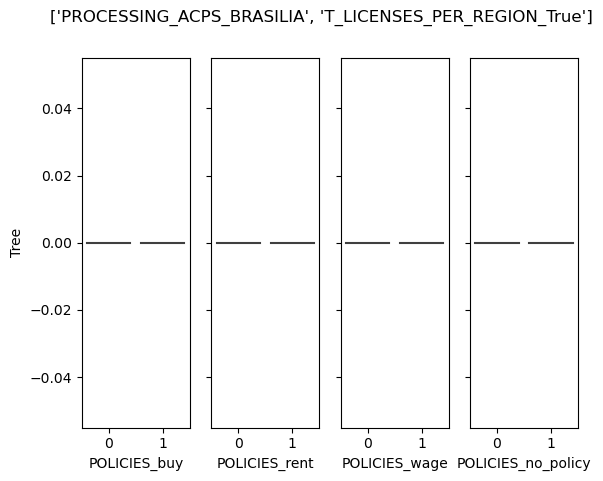 ['PROCESSING_ACPS_BRASILIA', 'T_LICENSES_PER_REGION_True']
0.04
0.02
0.00
−0.02
−0.04
Tree
0 1 0 1 0 1 0 1
POLICIES_buy POLICIES_rent POLICIES_wage POLICIES_no_policy